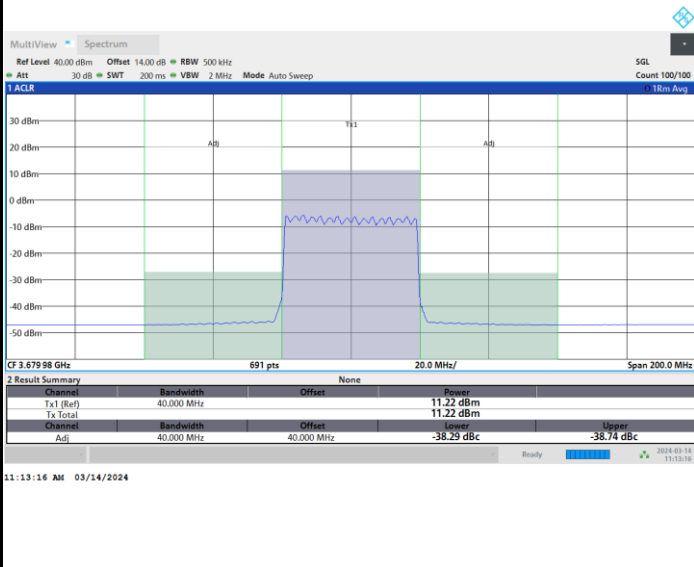 MultiView Spectrum
Ref Level 40.00 dBm Offset 14.00 dB RBW 500 kHz SGL
Att 30 dB SWT 200 ms VBW 2 MHz Mode Auto Sweep Count 100/100
1 ACLR 1Rm Avg
30 dBm
Tx1
20 dBm
Adj Adj
10 dBm
0 dBm
-10 dBm
-20 dBm
-30 dBm
-40 dBm
-50 dBm
CF 3.679 98 GHz 691 pts 20.0 MHz/ Span 200.0 MHz
2 Result Summary None
Channel Bandwidth Offset Power
Tx1 (Ref) 40.000 MHz 11.22 dBm
Tx Total 11.22 dBm
Channel Bandwidth Offset Lower Upper
Adj 40.000 MHz 40.000 MHz -38.29 dBc -38.74 dBc
Ready 2024-03-14
11:13:16
11:13:16 AM 03/14/2024